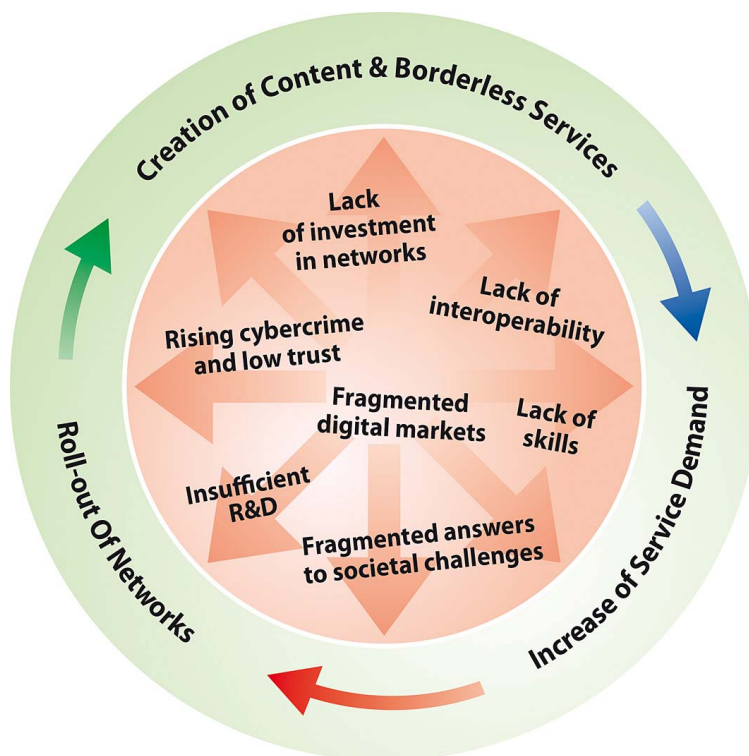 Creation of Content & Borderless Services
Lack
of investment
in networks
Lack of
interoperability
Rising cybercrime
and low trust
Fragmented
digital markets
Lack of
skills
Insufficient
R&D
Fragmented answers
to societal challenges
Increase of Service Demand
Roll-out Of Networks